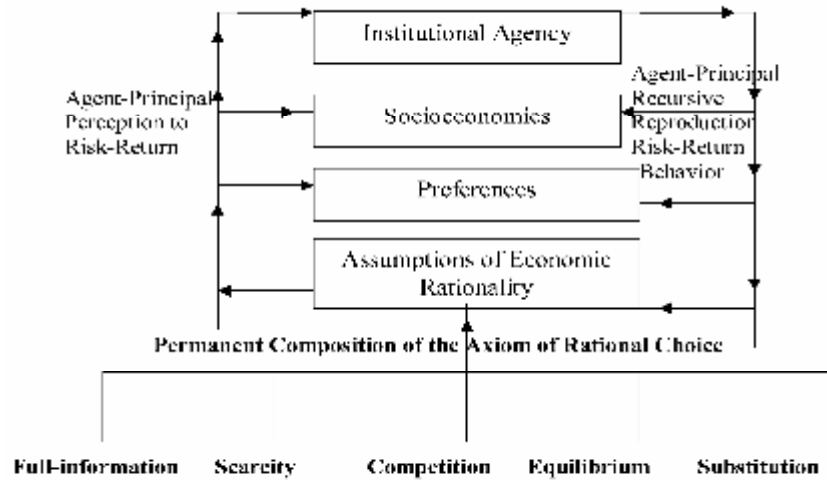 Institutional Agency
Agent-Principal
Perception to
Risk-Return
Socioeconomics
Agent-Principal
Recursive
Reproduction
Risk-Return
Behavior
Preferences
Assumptions of Economic
Rationality
Permanent Composition of the Axiom of Rational Choice
Full-information Scarcity Competition Equilibrium Substitution